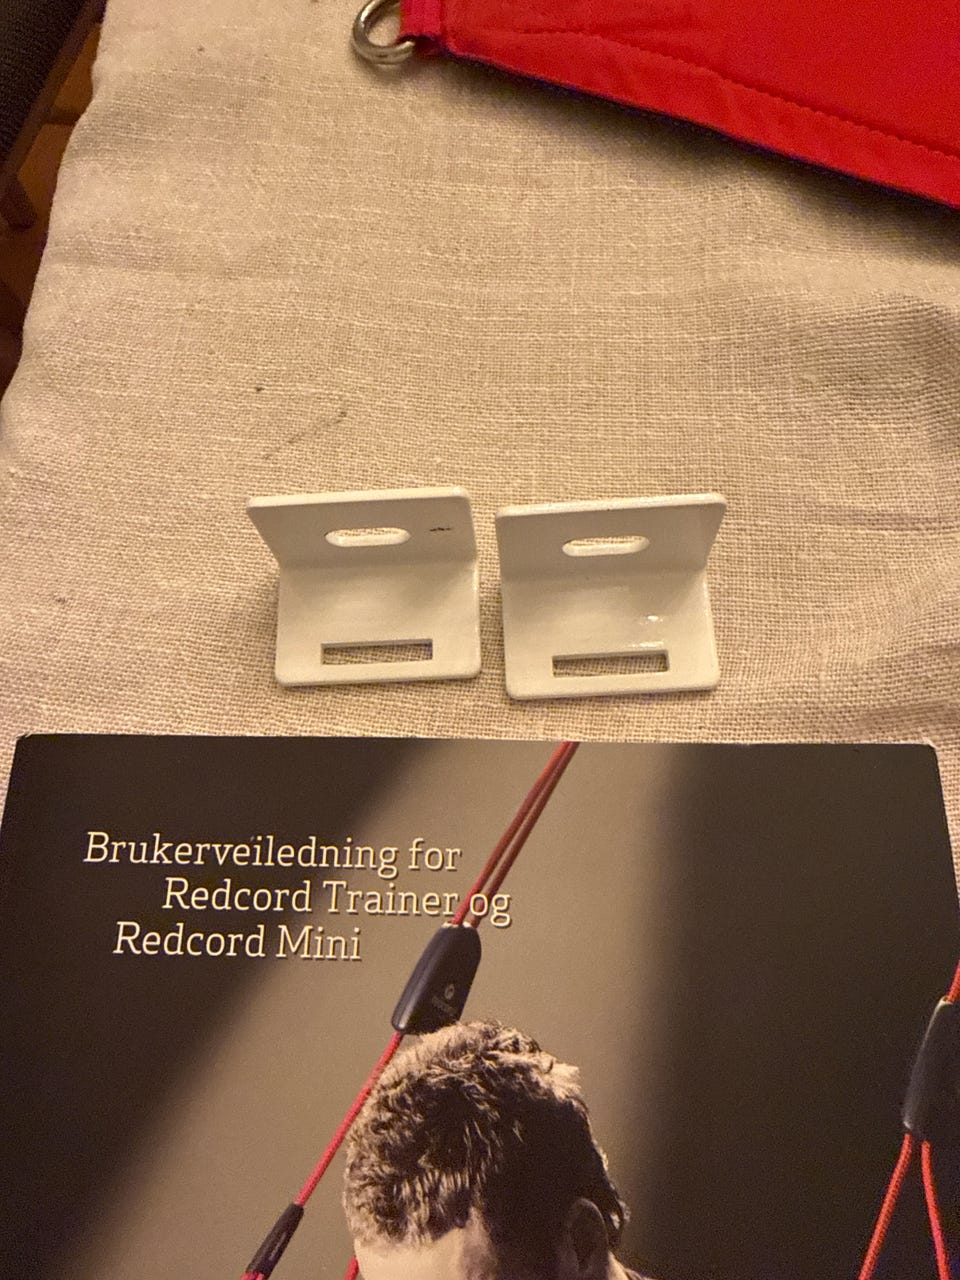 Brukerveiledning for
Redcord Trainer og
Redcord Mini